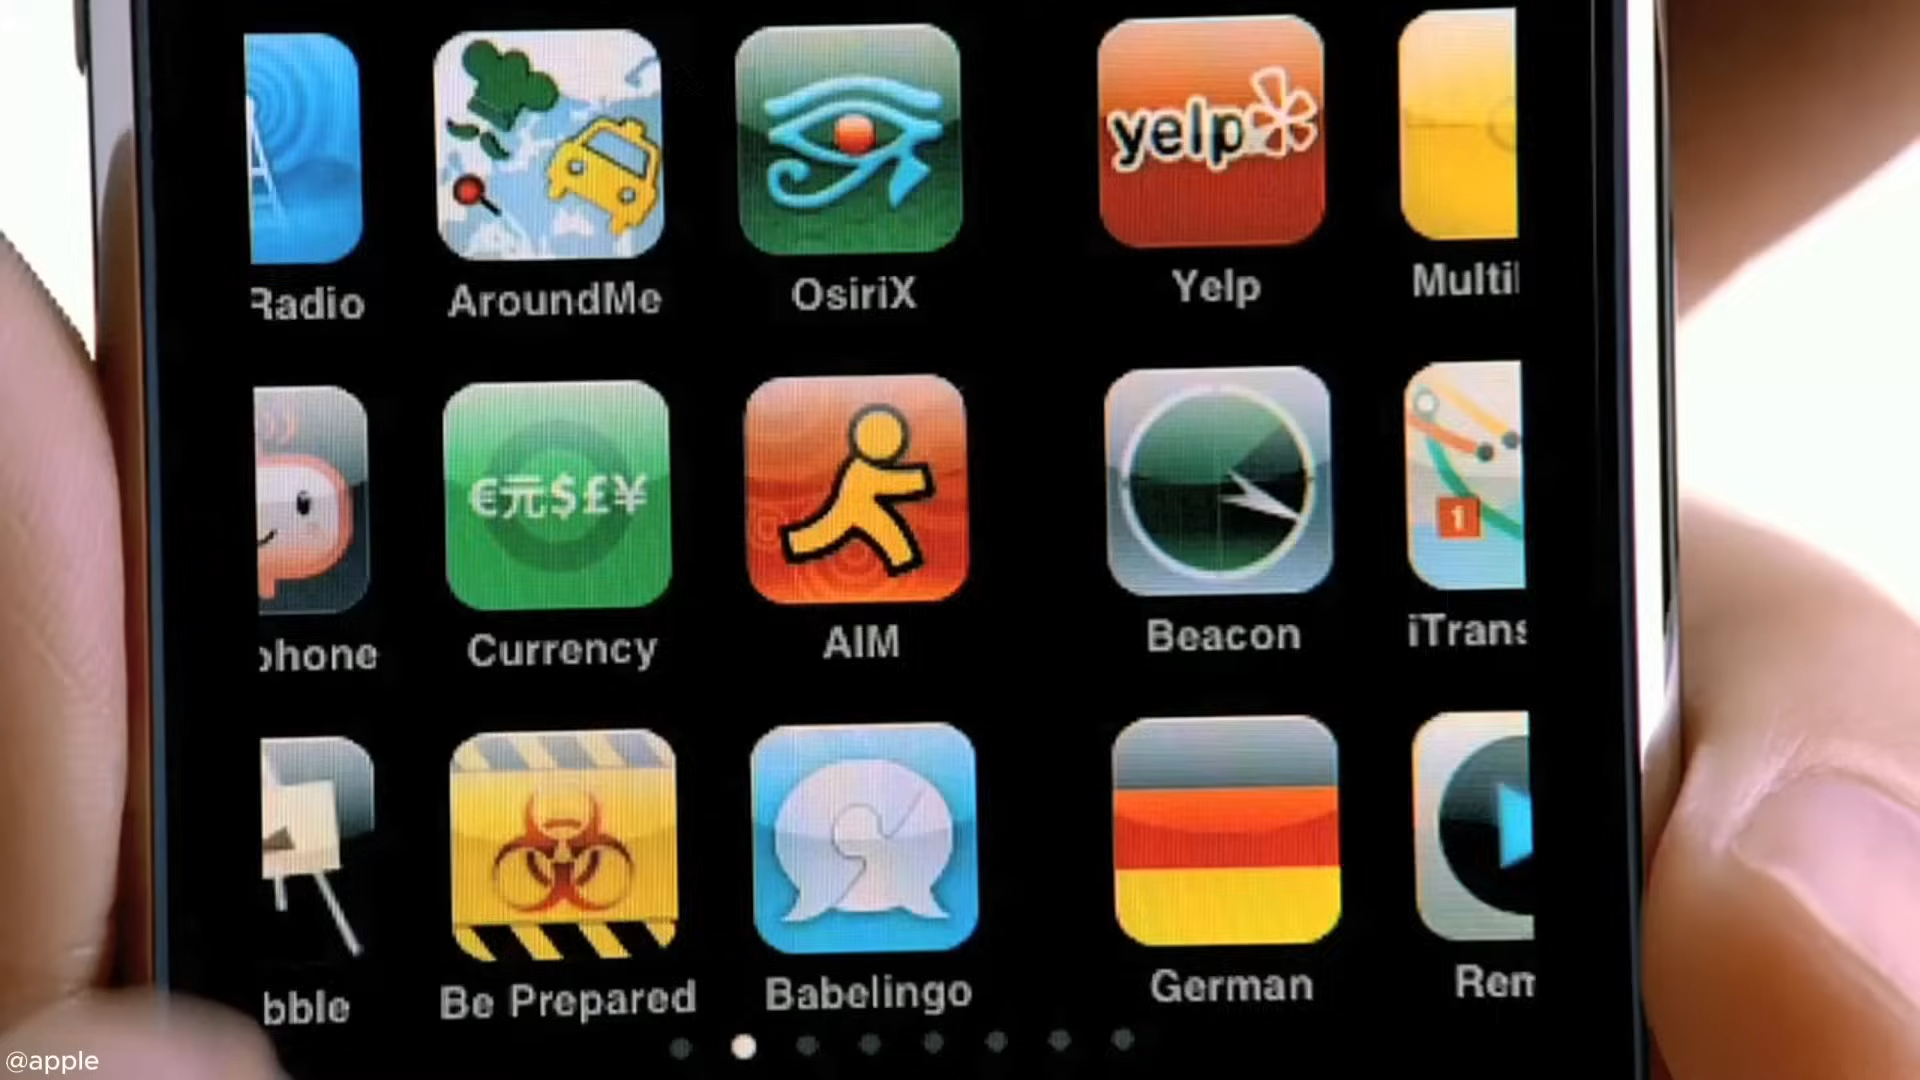 yelp
Radio AroundMe OsiriX Yelp Multi
€元$£¥
1
phone Currency AIM Beacon iTrans
bble Be Prepared Babelingo German Rem
@apple